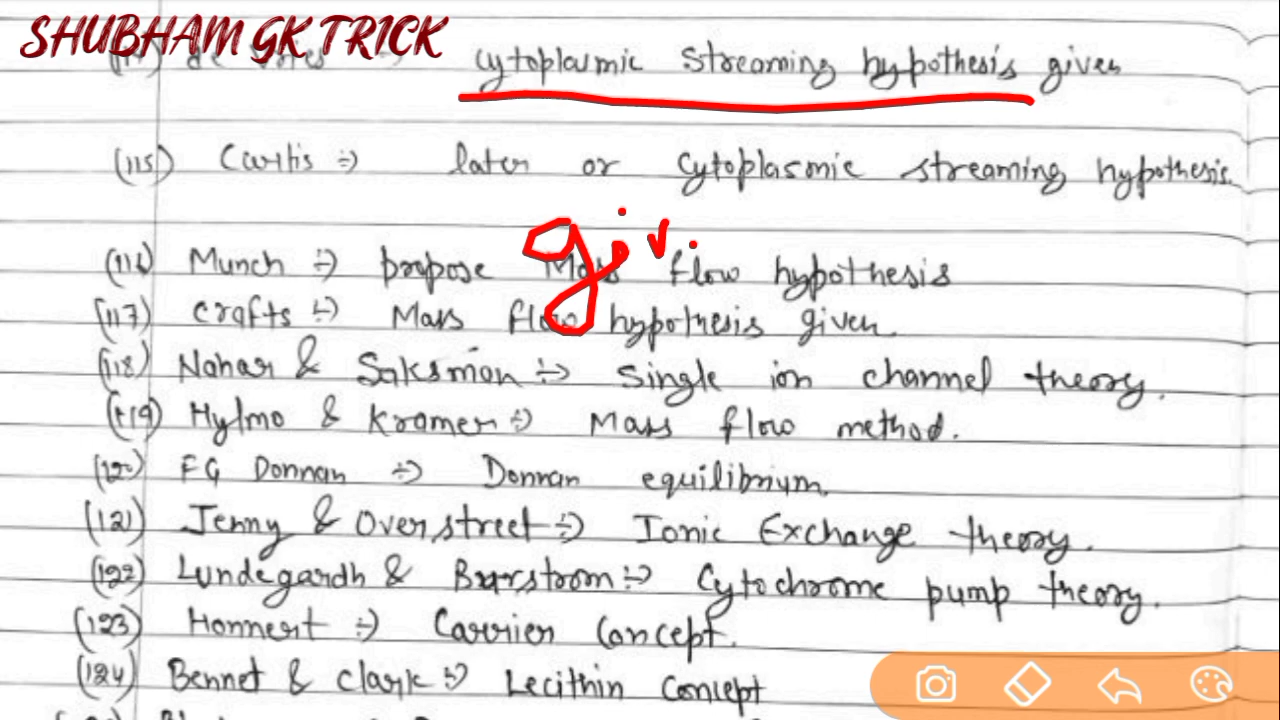 SHUBHAM GK TRICK
cytoplasmic streaming hypothesis given
(115) Curtis ÷) later or cytoplasmic streaming hypothesis
giv.
(116) Munch ÷) propose Mass flow hypothesis
(117) Crafts ÷) Mass flow hypothesis given.
(118) Nahar & Saksmon ÷) Single ion channel theory.
(119) Hylmo & Kramer ÷) Mass flow method.
(120) FG Donnan ÷) Donnan equilibrium.
(121) Jenny & Overstreet ÷) Ionic Exchange theory.
(122) Lundegardh & Burstrom ÷) Cytochrome pump theory.
(123) Honnert ÷) Carrier Concept.
(124) Bennet & clark ÷) Lecithin Concept